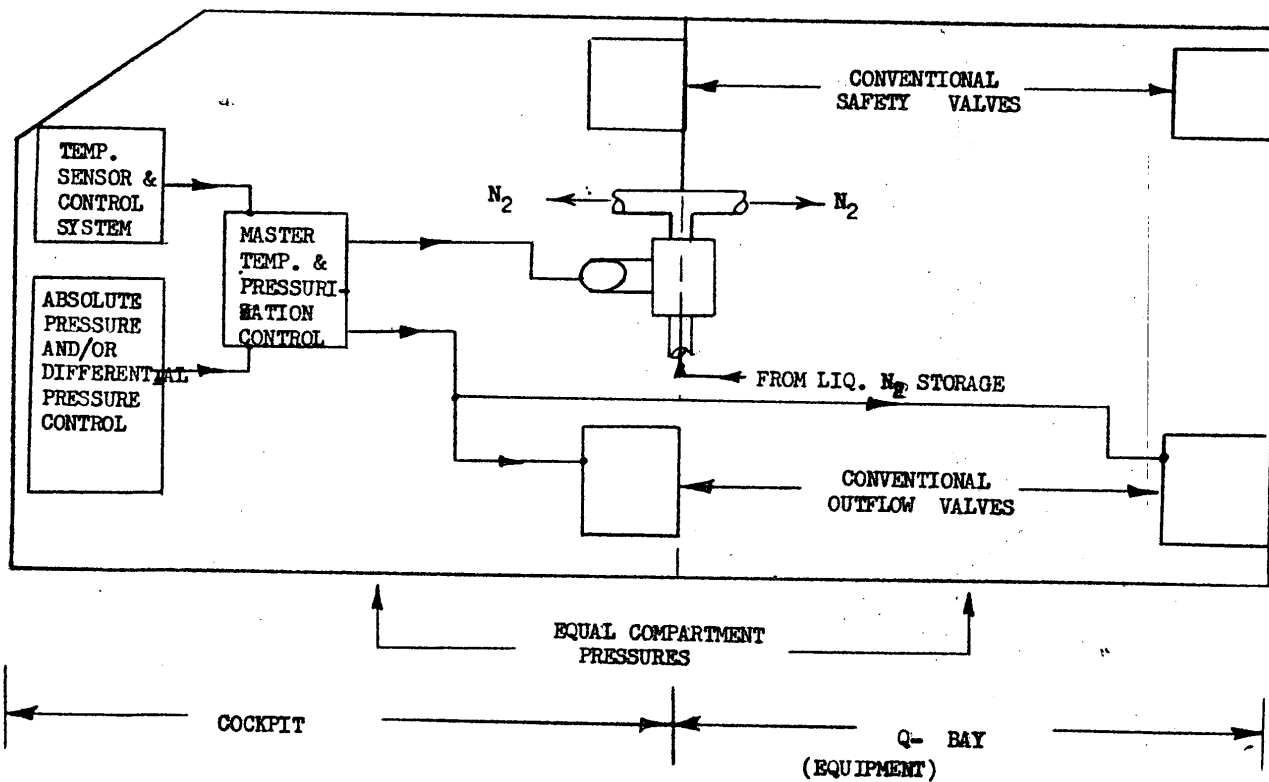 CONVENTIONAL
SAFETY VALVES
TEMP.
SENSOR &
CONTROL
SYSTEM
N2
N2
MASTER
TEMP. &
PRESSURI-
ZATION
CONTROL
ABSOLUTE
PRESSURE
AND/OR
DIFFERENTIAL
PRESSURE
CONTROL
FROM LIQ. N2 STORAGE
CONVENTIONAL
OUTFLOW VALVES
EQUAL COMPARTMENT
PRESSURES
COCKPIT
Q- BAY
(EQUIPMENT)